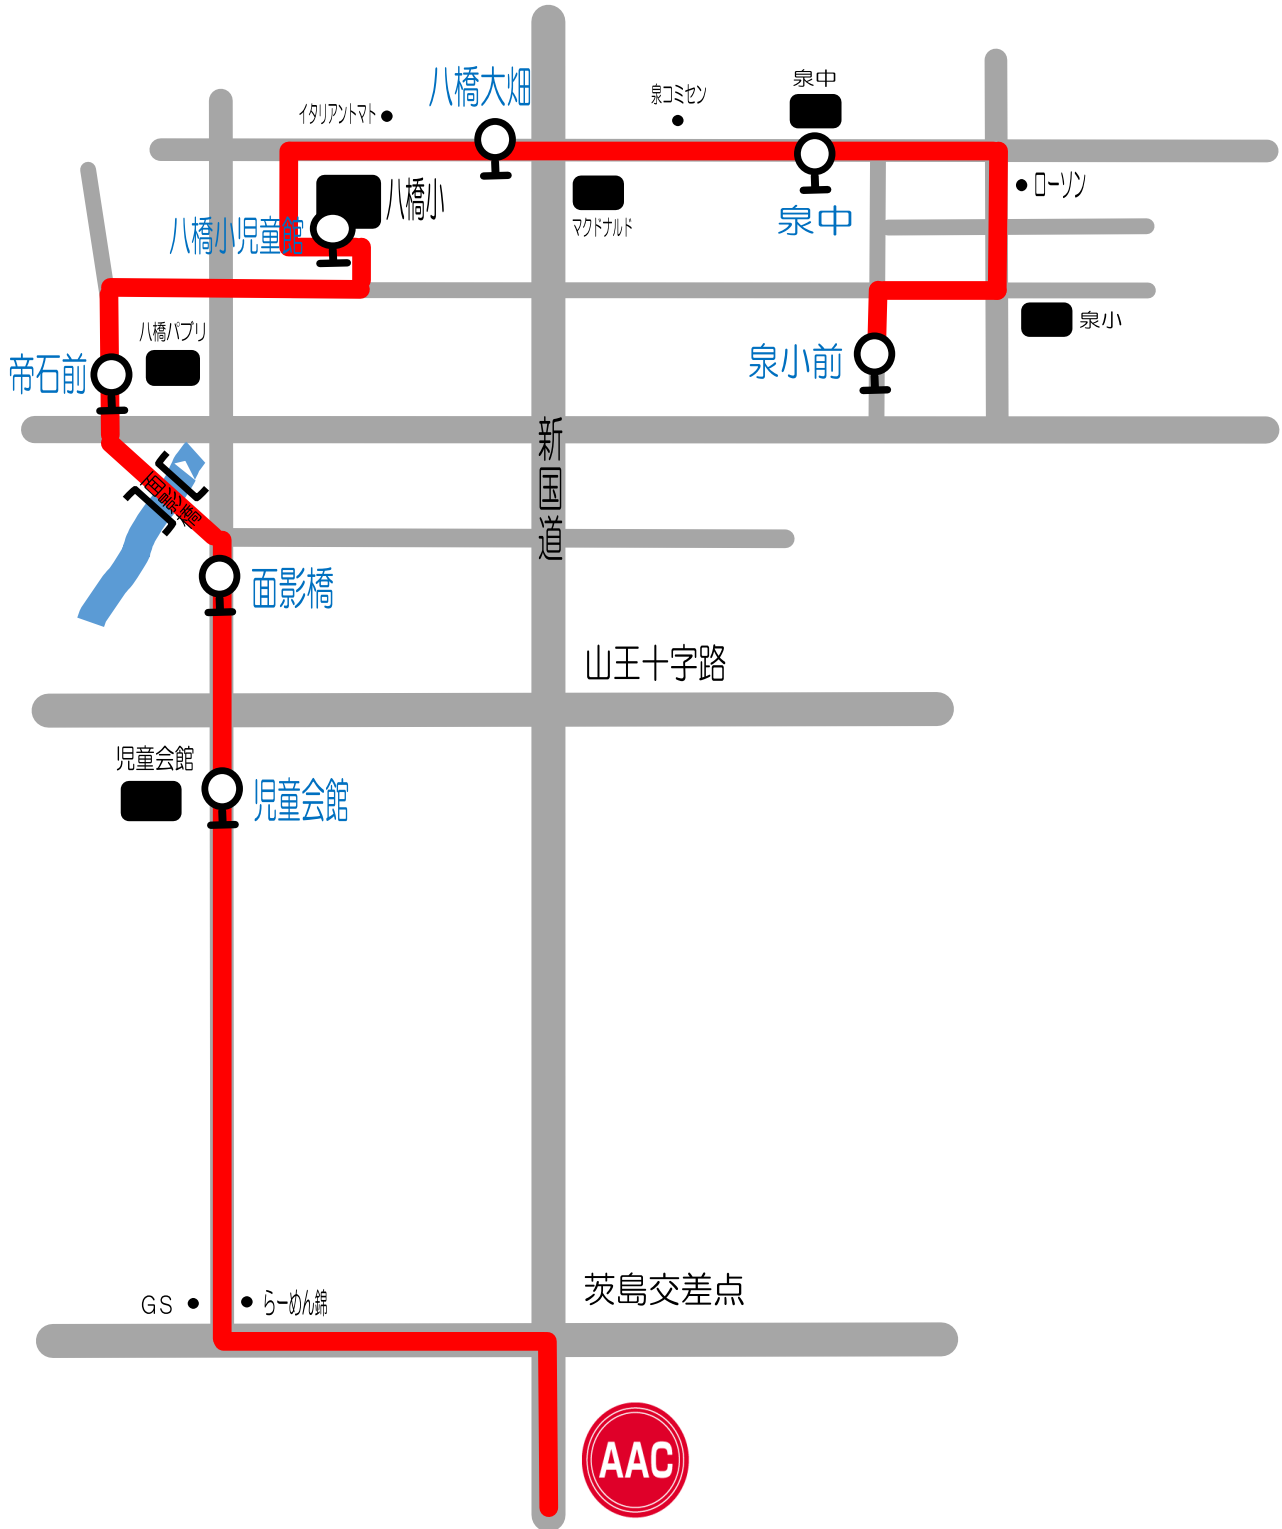 八橋大畑
泉中
泉コミセン
イタリアントマト
ローソン
八橋小
泉中
マクドナルド
八橋小児童館
泉小
八橋パブリ
泉小前
帝石前
新国道
面影橋
面影橋
山王十字路
児童会館
児童会館
茨島交差点
GS
らーめん錦
AAC